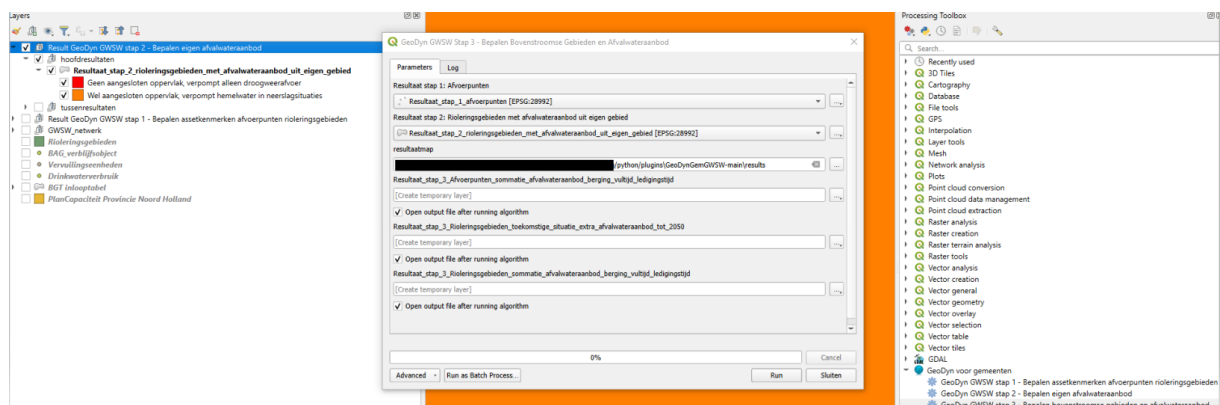 Layers
Result GeoDyn GWSW stap 2 - Bepalen eigen afvalwateraanbod
hoofdresultaten
Resultaat_stap_2_rioleringsgebieden_met_afvalwateraanbod_uit_eigen_gebied
Geen aangesloten oppervlak, verpompt alleen droogweerafvoer
Wel aangesloten oppervlak, verpompt hemelwater in neerslagsituaties
tussenresultaten
Result GeoDyn GWSW stap 1 - Bepalen assetkenmerken afvoerpunten rioleringsgebieden
GWSW_netwerk
Rioleringsgebieden
BAG_verblijfsobject
Vervuilingseenheden
Drinkwaterverbruik
BGT inlooptabel
PlanCapaciteit Provincie Noord Holland
GeoDyn GWSW Stap 3 - Bepalen Bovenstroomse Gebieden en Afvalwateraanbod
Parameters Log
Resultaat stap 1: Afvoerpunten
Resultaat_stap_1_afvoerpunten [EPSG:28992]
Resultaat stap 2: Rioleringsgebieden met afvalwateraanbod uit eigen gebied
Resultaat_stap_2_rioleringsgebieden_met_afvalwateraanbod_uit_eigen_gebied [EPSG:28992]
resultaatmap
/python/plugins\GeoDynGemGWSW-main\results
Resultaat_stap_3_Afvoerpunten_sommatie_afvalwateraanbod_berging_vultijd_ledigingstijd
[Create temporary layer]
Open output file after running algorithm
Resultaat_stap_3_Rioleringsgebieden_toekomstige_situatie_extra_afvalwateraanbod_tot_2050
[Create temporary layer]
Open output file after running algorithm
Resultaat_stap_3_Rioleringsgebieden_sommatie_afvalwateraanbod_berging_vultijd_ledigingstijd
[Create temporary layer]
Open output file after running algorithm
0%
Cancel
Advanced Run as Batch Process... Run Sluiten
Processing Toolbox
Search...
Recently used
3D Tiles
Cartography
Database
File tools
GPS
Interpolation
Layer tools
Mesh
Network analysis
Plots
Point cloud conversion
Point cloud data management
Point cloud extraction
Raster analysis
Raster creation
Raster terrain analysis
Raster tools
Vector analysis
Vector creation
Vector general
Vector geometry
Vector overlay
Vector selection
Vector table
Vector tiles
GDAL
GeoDyn voor gemeenten
GeoDyn GWSW stap 1 - Bepalen assetkenmerken afvoerpunten rioleringsgebieden
GeoDyn GWSW stap 2 - Bepalen eigen afvalwateraanbod
GeoDyn GWSW stap 3 - Bepalen bovenstroomse gebieden en afvalwateraanbod